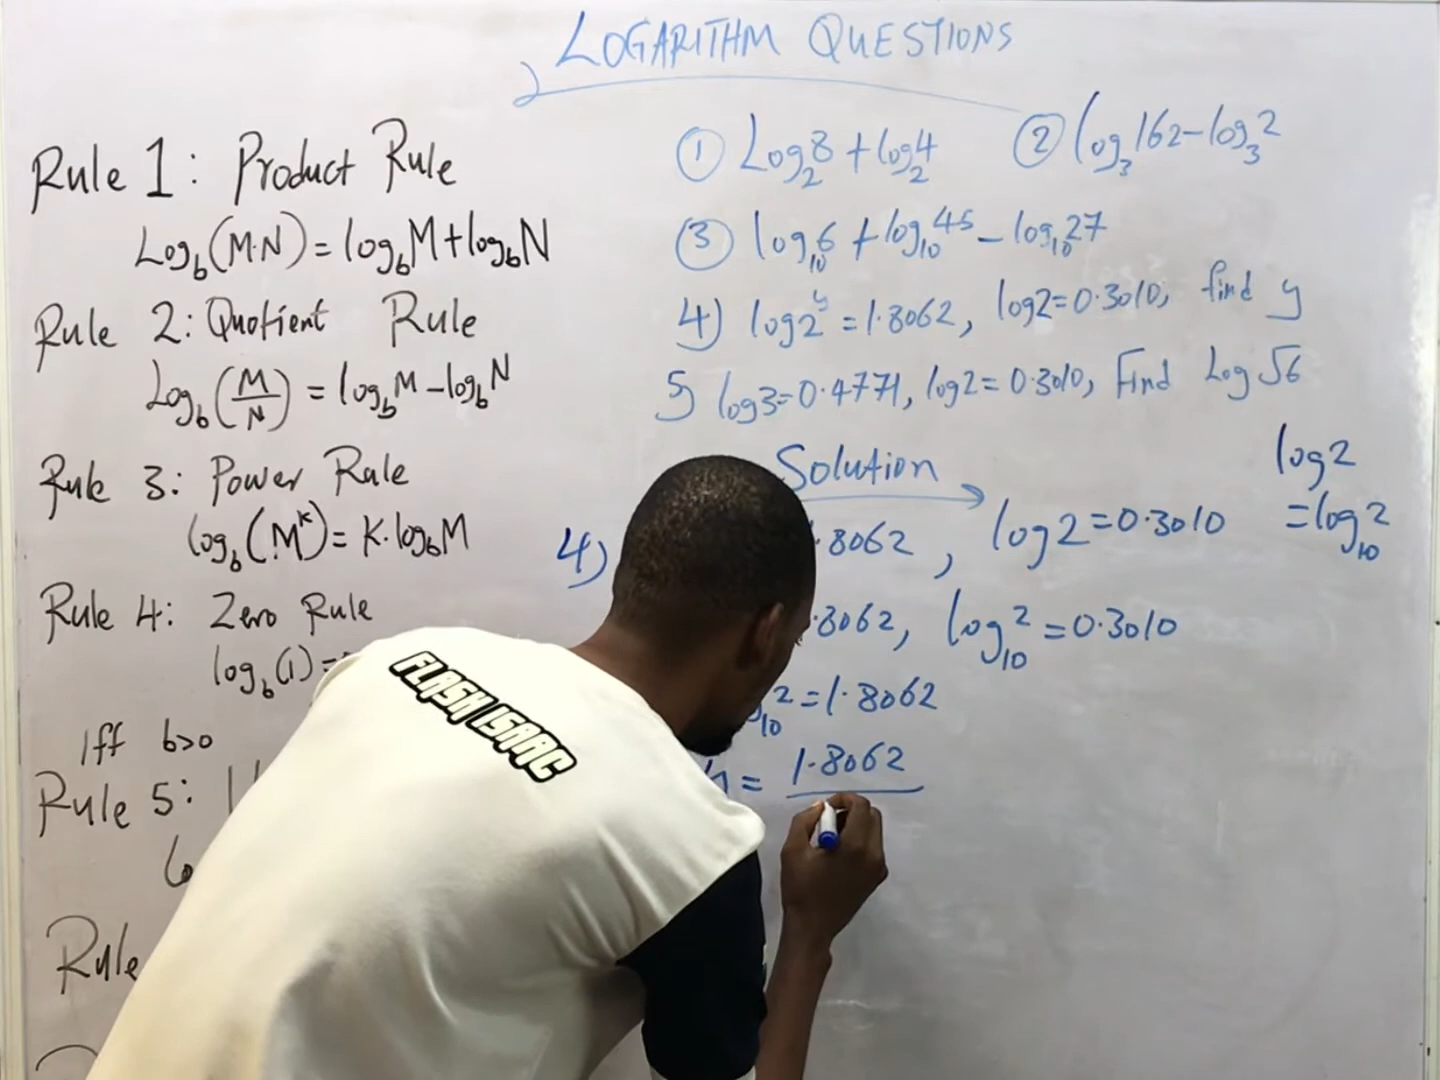 LOGARITHM QUESTIONS
Rule 1: Product Rule
Log_b(M·N) = log_b M + log_b N
Rule 2: Quotient Rule
Log_b(M/N) = log_b M - log_b N
Rule 3: Power Rule
log_b(M^K) = K·log_b M
Rule 4: Zero Rule
log_b(1) =
Iff b>0
Rule 5:
Rule
① Log_2 8 + log_2 4 ② log_3 162 - log_3 2
③ log_10 6 + log_10 45 - log_10 27
4) log 2^y = 1.8062, log2 = 0.3010, find y
5 log3 = 0.4771, log2 = 0.3010, Find Log √6
Solution
log2
= log_10 2
4) .8062, log2 = 0.3010
.8062, log_10 2 = 0.3010
_10 2 = 1.8062
y = 1.8062
FLASH ISAAC